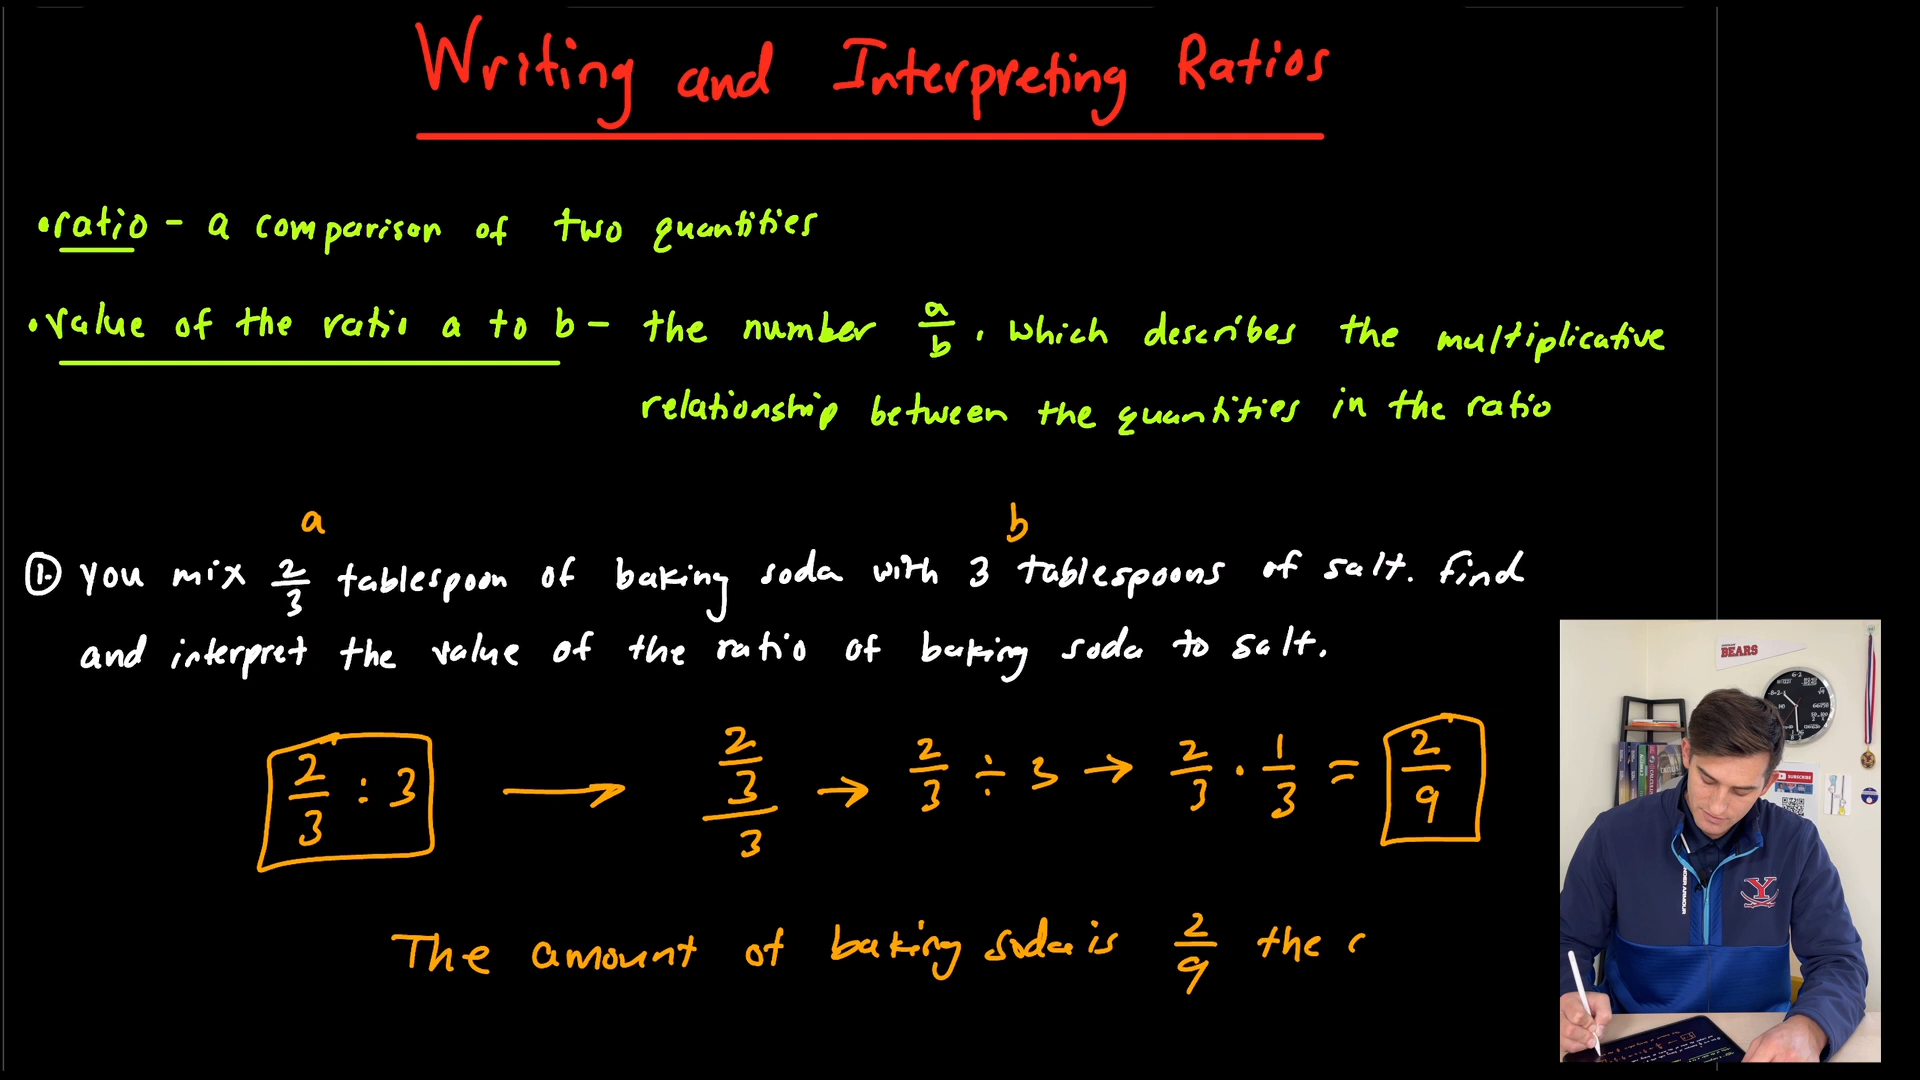 Writing and Interpreting Ratios
• ratio - a comparison of two quantities
• value of the ratio a to b - the number a/b, which describes the multiplicative
relationship between the quantities in the ratio
a b
1. You mix 2/3 tablespoon of baking soda with 3 tablespoons of salt. Find
and interpret the value of the ratio of baking soda to salt.
2/3 : 3 → 2/3/3 → 2/3 ÷ 3 → 2/3 · 1/3 = 2/9
The amount of baking soda is 2/9 the
BEARS
SUBSCRIBE
UNDER ARMOUR
Y